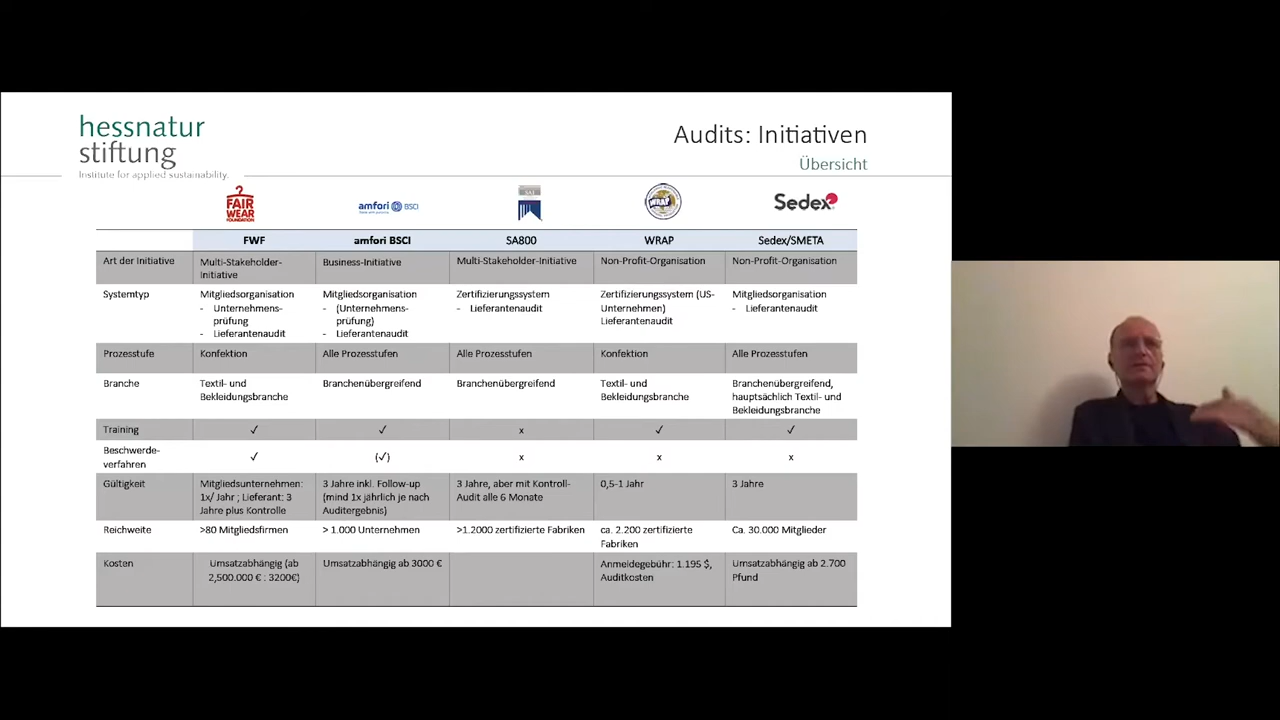 hessnatur
stiftung
Institute for applied sustainability.
Audits: Initiativen
Übersicht
FAIR
WEAR
FOUNDATION
amfori BSCI
WRAP
Sedex
FWF
amfori BSCI
SA800
WRAP
Sedex/SMETA
Art der Initiative
Multi-Stakeholder-
Initiative
Business-Initiative
Multi-Stakeholder-Initiative
Non-Profit-Organisation
Non-Profit-Organisation
Systemtyp
Mitgliedsorganisation
- Unternehmens-
prüfung
- Lieferantenaudit
Mitgliedsorganisation
- (Unternehmens-
prüfung)
- Lieferantenaudit
Zertifizierungssystem
- Lieferantenaudit
Zertifizierungssystem (US-
Unternehmen)
Lieferantenaudit
Mitgliedsorganisation
- Lieferantenaudit
Prozesstufe
Konfektion
Alle Prozesstufen
Alle Prozesstufen
Konfektion
Alle Prozesstufen
Branche
Textil- und
Bekleidungsbranche
Branchenübergreifend
Branchenübergreifend
Textil- und
Bekleidungsbranche
Branchenübergreifend,
hauptsächlich Textil- und
Bekleidungsbranche
Training
✓
✓
x
✓
✓
Beschwerde-
verfahren
✓
(✓)
x
x
x
Gültigkeit
Mitgliedsunternehmen:
1x/ Jahr ; Lieferant: 3
Jahre plus Kontrolle
3 Jahre inkl. Follow-up
(mind 1x jährlich je nach
Auditergebnis)
3 Jahre, aber mit Kontroll-
Audit alle 6 Monate
0,5-1 Jahr
3 Jahre
Reichweite
>80 Mitgliedsfirmen
> 1.000 Unternehmen
>1.2000 zertifizierte Fabriken
ca. 2.200 zertifizierte
Fabriken
Ca. 30.000 Mitglieder
Kosten
Umsatzabhängig (ab
2,500.000 € : 3200€)
Umsatzabhängig ab 3000 €
Anmeldegebühr: 1.195 $,
Auditkosten
Umsatzabhängig ab 2.700
Pfund